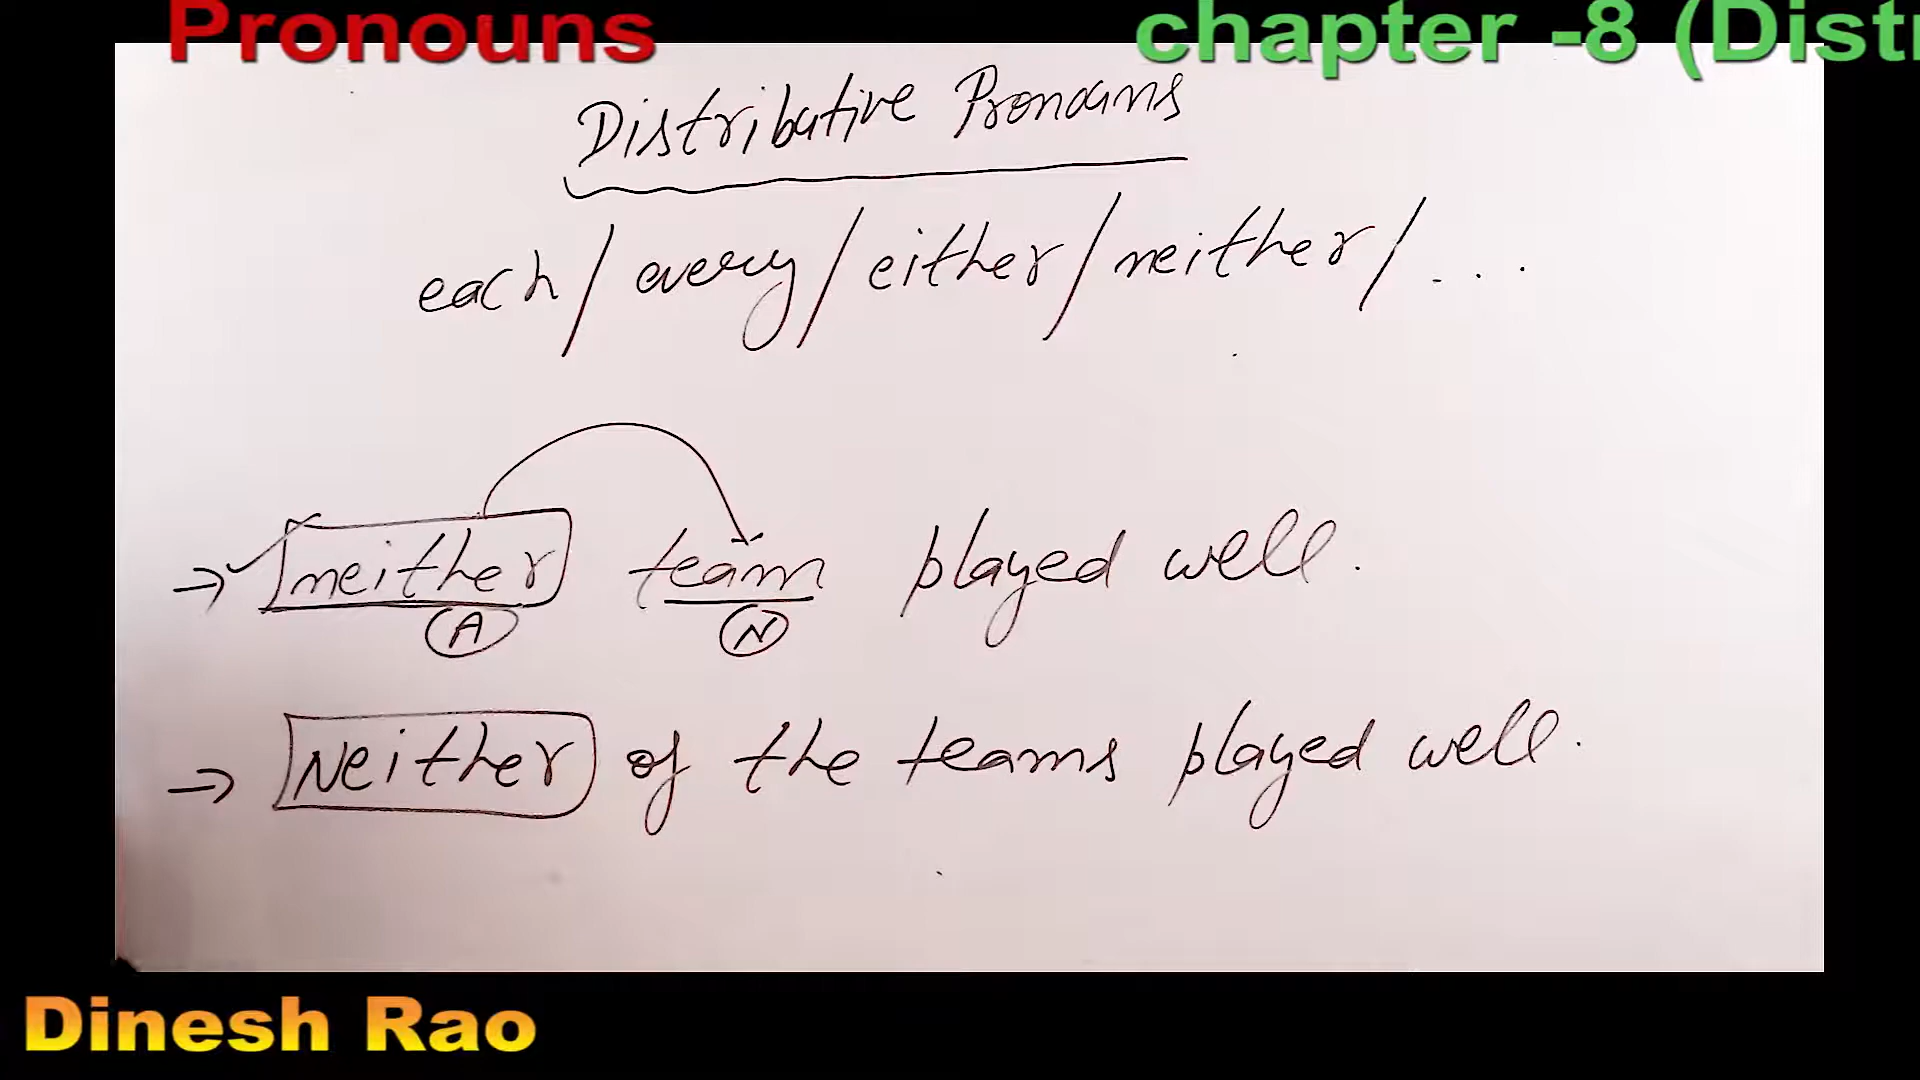 Pronouns chapter -8 (Distr
Distributive Pronouns
each / every / either / neither / ...
→ neither team played well.
A N
→ Neither of the teams played well.
Dinesh Rao